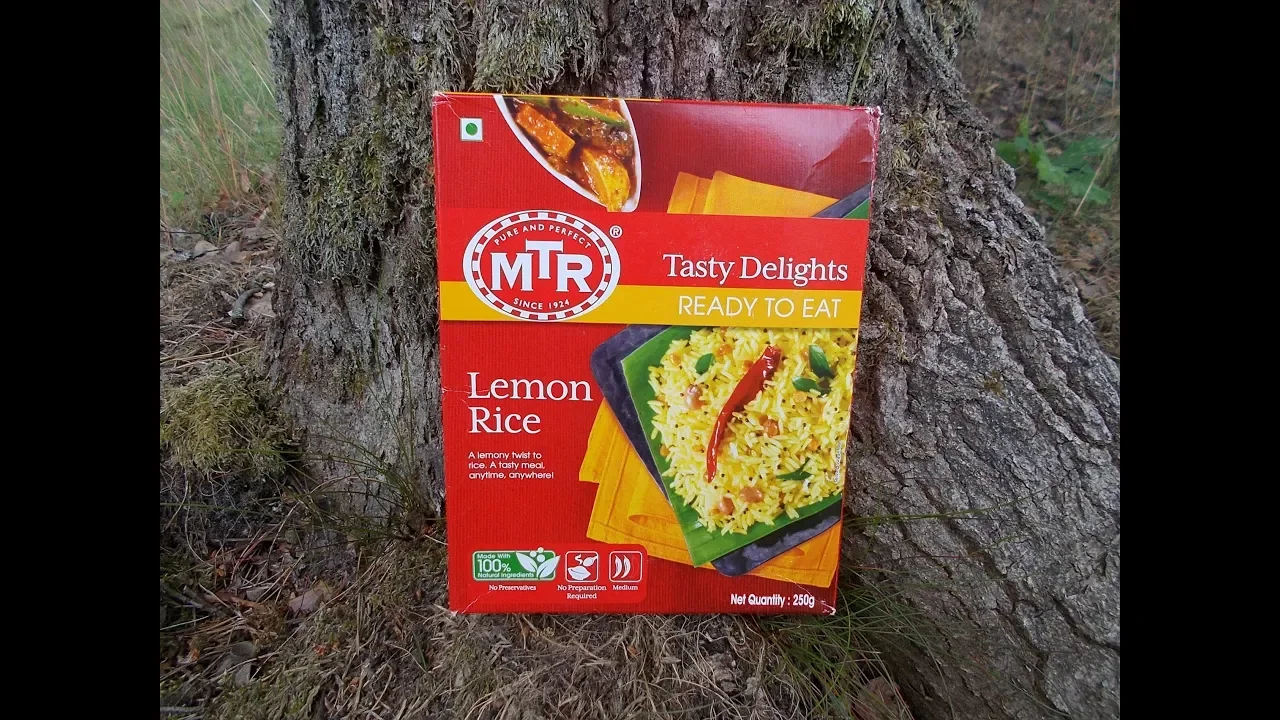 PURE AND PERFECT
MTR
®
SINCE 1924
Tasty Delights
READY TO EAT
Lemon
Rice
A lemony twist to
rice. A tasty meal,
anytime, anywhere!
Made With
100%
Natural Ingredients
No Preservatives
No Preparation
Required
Medium
Net Quantity : 250g